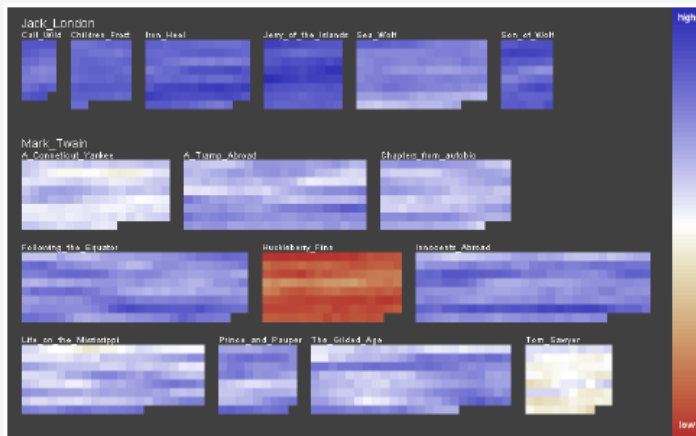 high
Jack_London
Call_Wild Children_Frost Iron_Heel Jerry_of_the_Islands Sea_Wolf Son_of_Wolf
Mark_Twain
A_Connecticut_Yankee A_Tramp_Abroad Chapters_from_autobio
Following_the_Equator Huckleberry_Finn Innocents_Abroad
Life_on_the_Mississippi Prince_and_Pauper The_Gilded_Age Tom_Sawyer
low